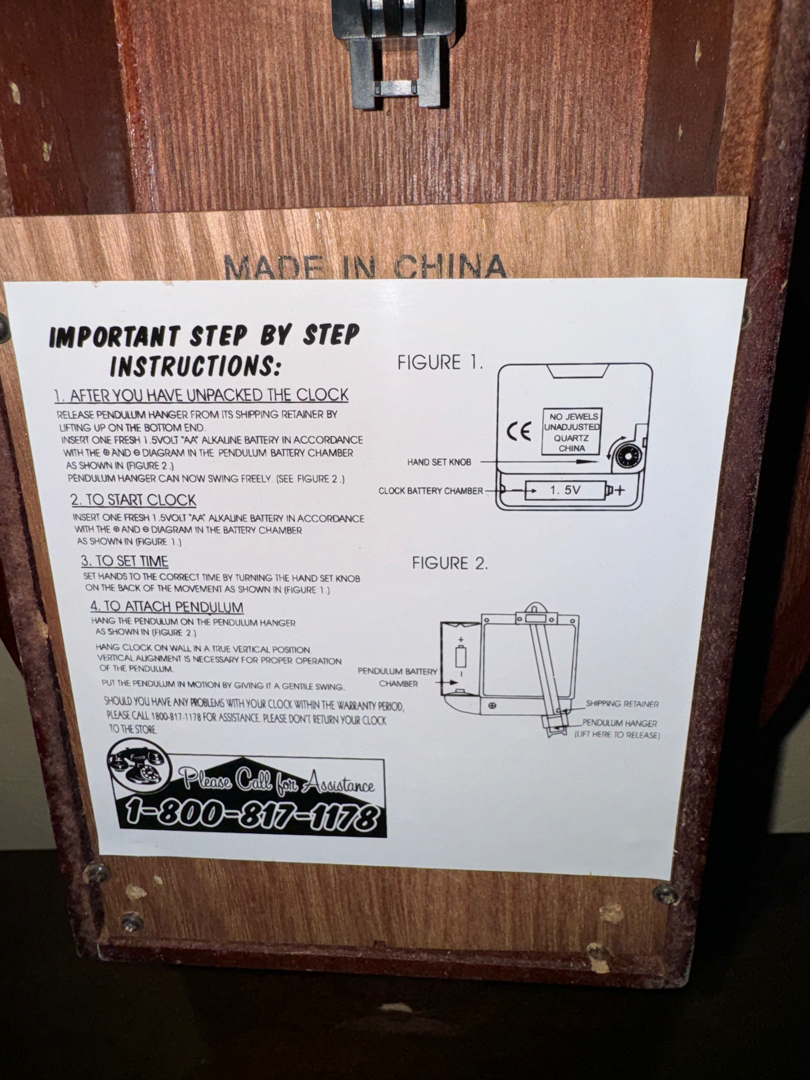 MADE IN CHINA
IMPORTANT STEP BY STEP
INSTRUCTIONS:
1. AFTER YOU HAVE UNPACKED THE CLOCK
RELEASE PENDULUM HANGER FROM ITS SHIPPING RETAINER BY
LIFTING UP ON THE BOTTOM END.
INSERT ONE FRESH 1.5VOLT "AA" ALKALINE BATTERY IN ACCORDANCE
WITH THE ⊕ AND ⊖ DIAGRAM IN THE PENDULUM BATTERY CHAMBER
AS SHOWN IN (FIGURE 2.)
PENDULUM HANGER CAN NOW SWING FREELY. (SEE FIGURE 2.)
2. TO START CLOCK
INSERT ONE FRESH 1.5VOLT "AA" ALKALINE BATTERY IN ACCORDANCE
WITH THE ⊕ AND ⊖ DIAGRAM IN THE BATTERY CHAMBER
AS SHOWN IN (FIGURE 1.)
3. TO SET TIME
SET HANDS TO THE CORRECT TIME BY TURNING THE HAND SET KNOB
ON THE BACK OF THE MOVEMENT AS SHOWN IN (FIGURE 1.)
4. TO ATTACH PENDULUM
HANG THE PENDULUM ON THE PENDULUM HANGER
AS SHOWN IN (FIGURE 2.)
HANG CLOCK ON WALL IN A TRUE VERTICAL POSITION.
VERTICAL ALIGNMENT IS NECESSARY FOR PROPER OPERATION
OF THE PENDULUM.
PUT THE PENDULUM IN MOTION BY GIVING IT A GENTILE SWING.
SHOULD YOU HAVE ANY PROBLEMS WITH YOUR CLOCK WITHIN THE WARRANTY PERIOD,
PLEASE CALL 1800-817-1178 FOR ASSISTANCE. PLEASE DON'T RETURN YOUR CLOCK
TO THE STORE.
Please Call for Assistance
1-800-817-1178
FIGURE 1.
CE
NO JEWELS
UNADJUSTED
QUARTZ
CHINA
HAND SET KNOB
CLOCK BATTERY CHAMBER
− 1. 5V +
FIGURE 2.
+
−
PENDULUM BATTERY
CHAMBER
SHIPPING RETAINER
PENDULUM HANGER
(LIFT HERE TO RELEASE)